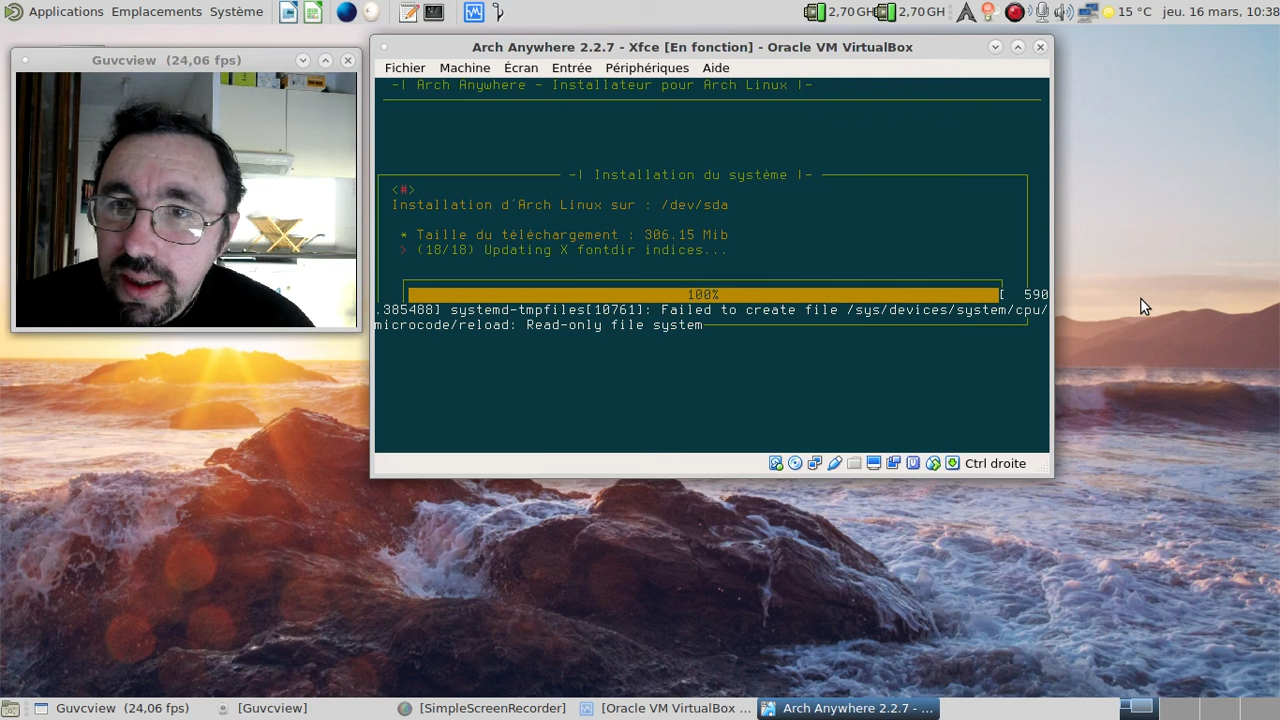 Applications Emplacements Système 2,70 GH 2,70 GH 15 °C jeu. 16 mars, 10:38
Guvcview (24,06 fps)
Arch Anywhere 2.2.7 - Xfce [En fonction] - Oracle VM VirtualBox
Fichier Machine Écran Entrée Périphériques Aide
-| Arch Anywhere - Installateur pour Arch Linux |-
-| Installation du système |-
<#>
Installation d'Arch Linux sur : /dev/sda
* Taille du téléchargement : 306.15 Mib
> (18/18) Updating X fontdir indices...
100% [ 590
.385488] systemd-tmpfiles[10761]: Failed to create file /sys/devices/system/cpu/
microcode/reload: Read-only file system
Ctrl droite
Guvcview (24,06 fps) [Guvcview] [SimpleScreenRecorder] [Oracle VM VirtualBox ... Arch Anywhere 2.2.7 - ...